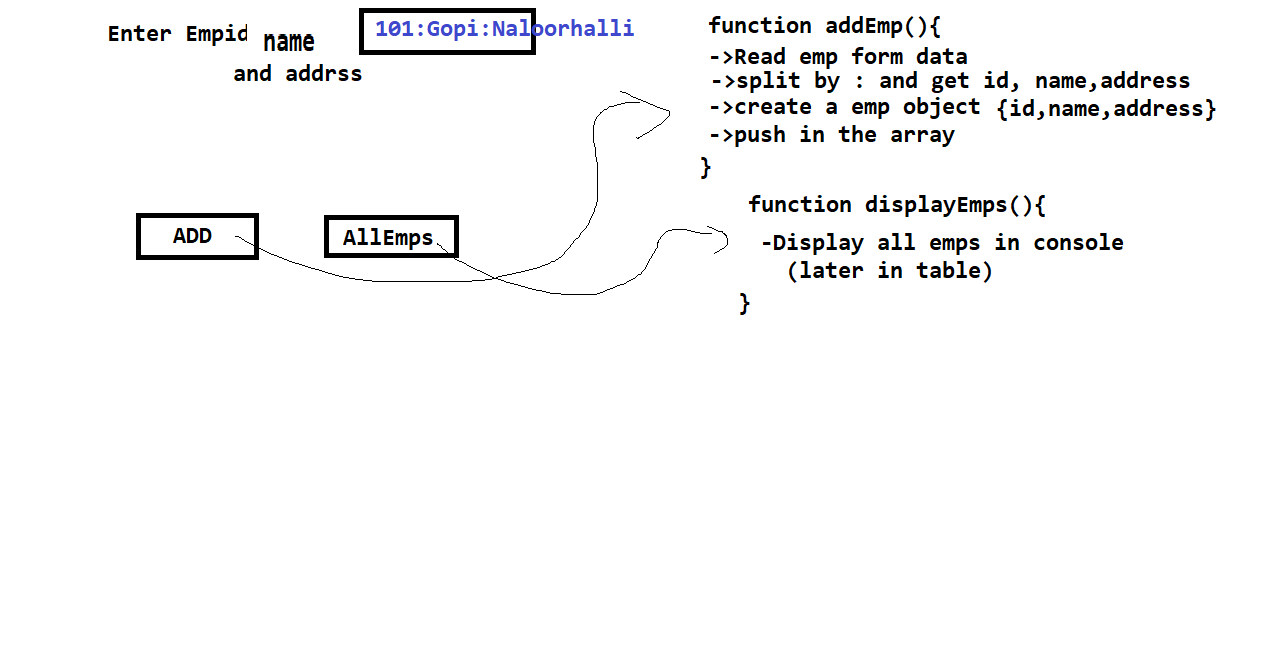 Enter Empid name
and addrss
101:Gopi:Naloorhalli
function addEmp(){
->Read emp form data
->split by : and get id, name,address
->create a emp object {id,name,address}
->push in the array
}
ADD
AllEmps
function displayEmps(){
-Display all emps in console
(later in table)
}